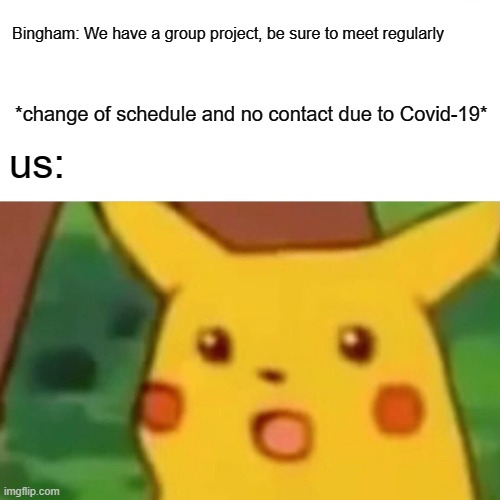 Bingham: We have a group project, be sure to meet regularly
*change of schedule and no contact due to Covid-19*
us:
imgflip.com